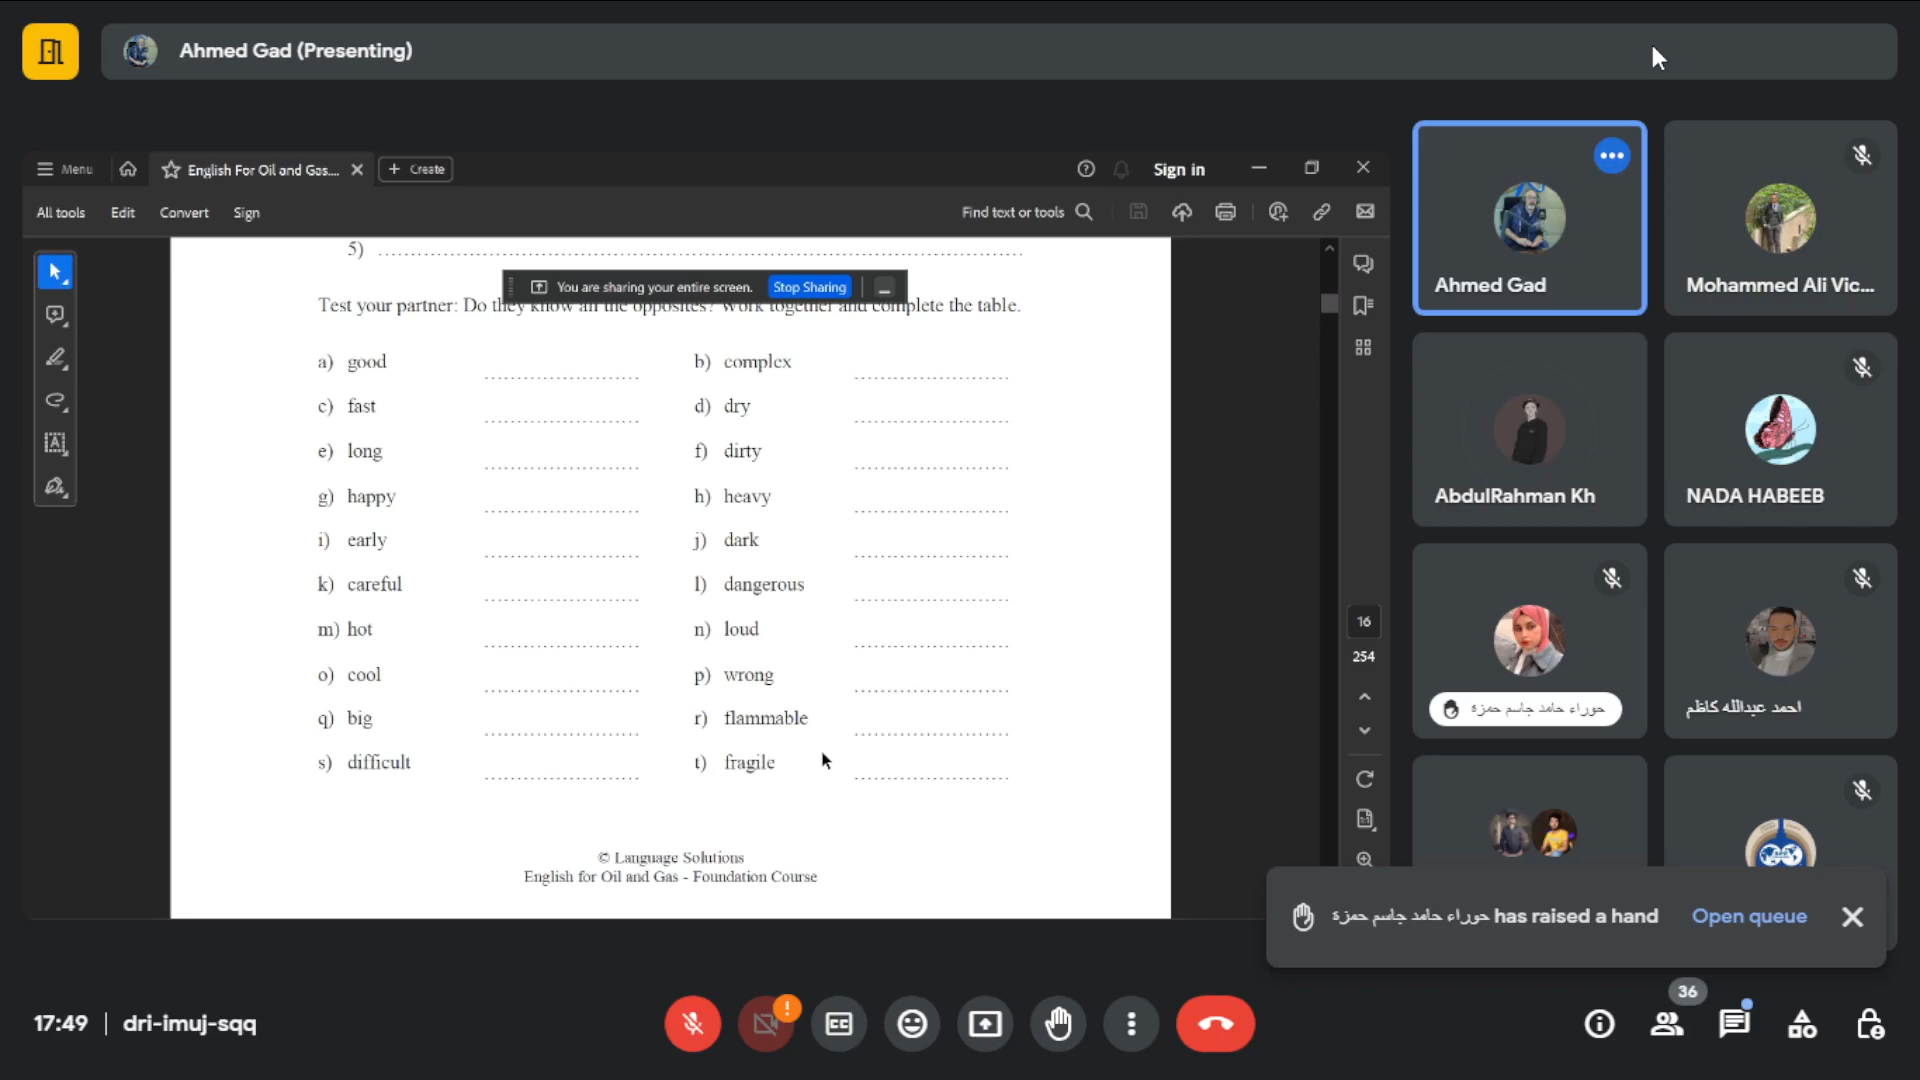 Ahmed Gad (Presenting)
Menu
English For Oil and Gas....
Create
Sign in
All tools
Edit
Convert
Sign
Find text or tools
5) ........................................................
You are sharing your entire screen.
Stop Sharing
Test your partner: Do they know all the opposites? Work together and complete the table.
a) good ....................
b) complex ....................
c) fast ....................
d) dry ....................
e) long ....................
f) dirty ....................
g) happy ....................
h) heavy ....................
i) early ....................
j) dark ....................
k) careful ....................
l) dangerous ....................
m) hot ....................
n) loud ....................
o) cool ....................
p) wrong ....................
q) big ....................
r) flammable ....................
s) difficult ....................
t) fragile ....................
© Language Solutions
English for Oil and Gas - Foundation Course
16
254
1:1
Ahmed Gad
Mohammed Ali Vic...
AbdulRahman Kh
NADA HABEEB
حوراء حامد جاسم حمزة
احمد عبدالله كاظم
حوراء حامد جاسم حمزة has raised a hand
Open queue
17:49
dri-imuj-sqq
CC
36